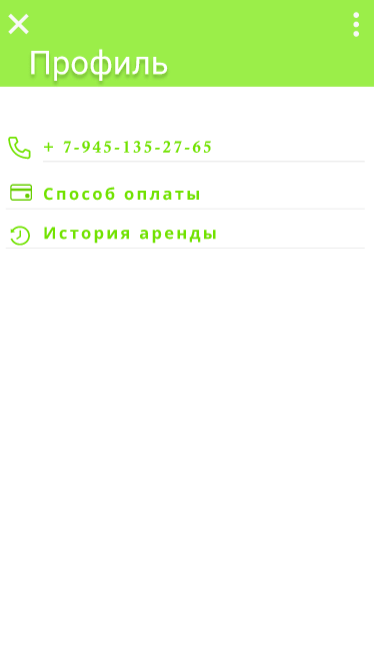 Профиль
+ 7-945-135-27-65
Способ оплаты
История аренды